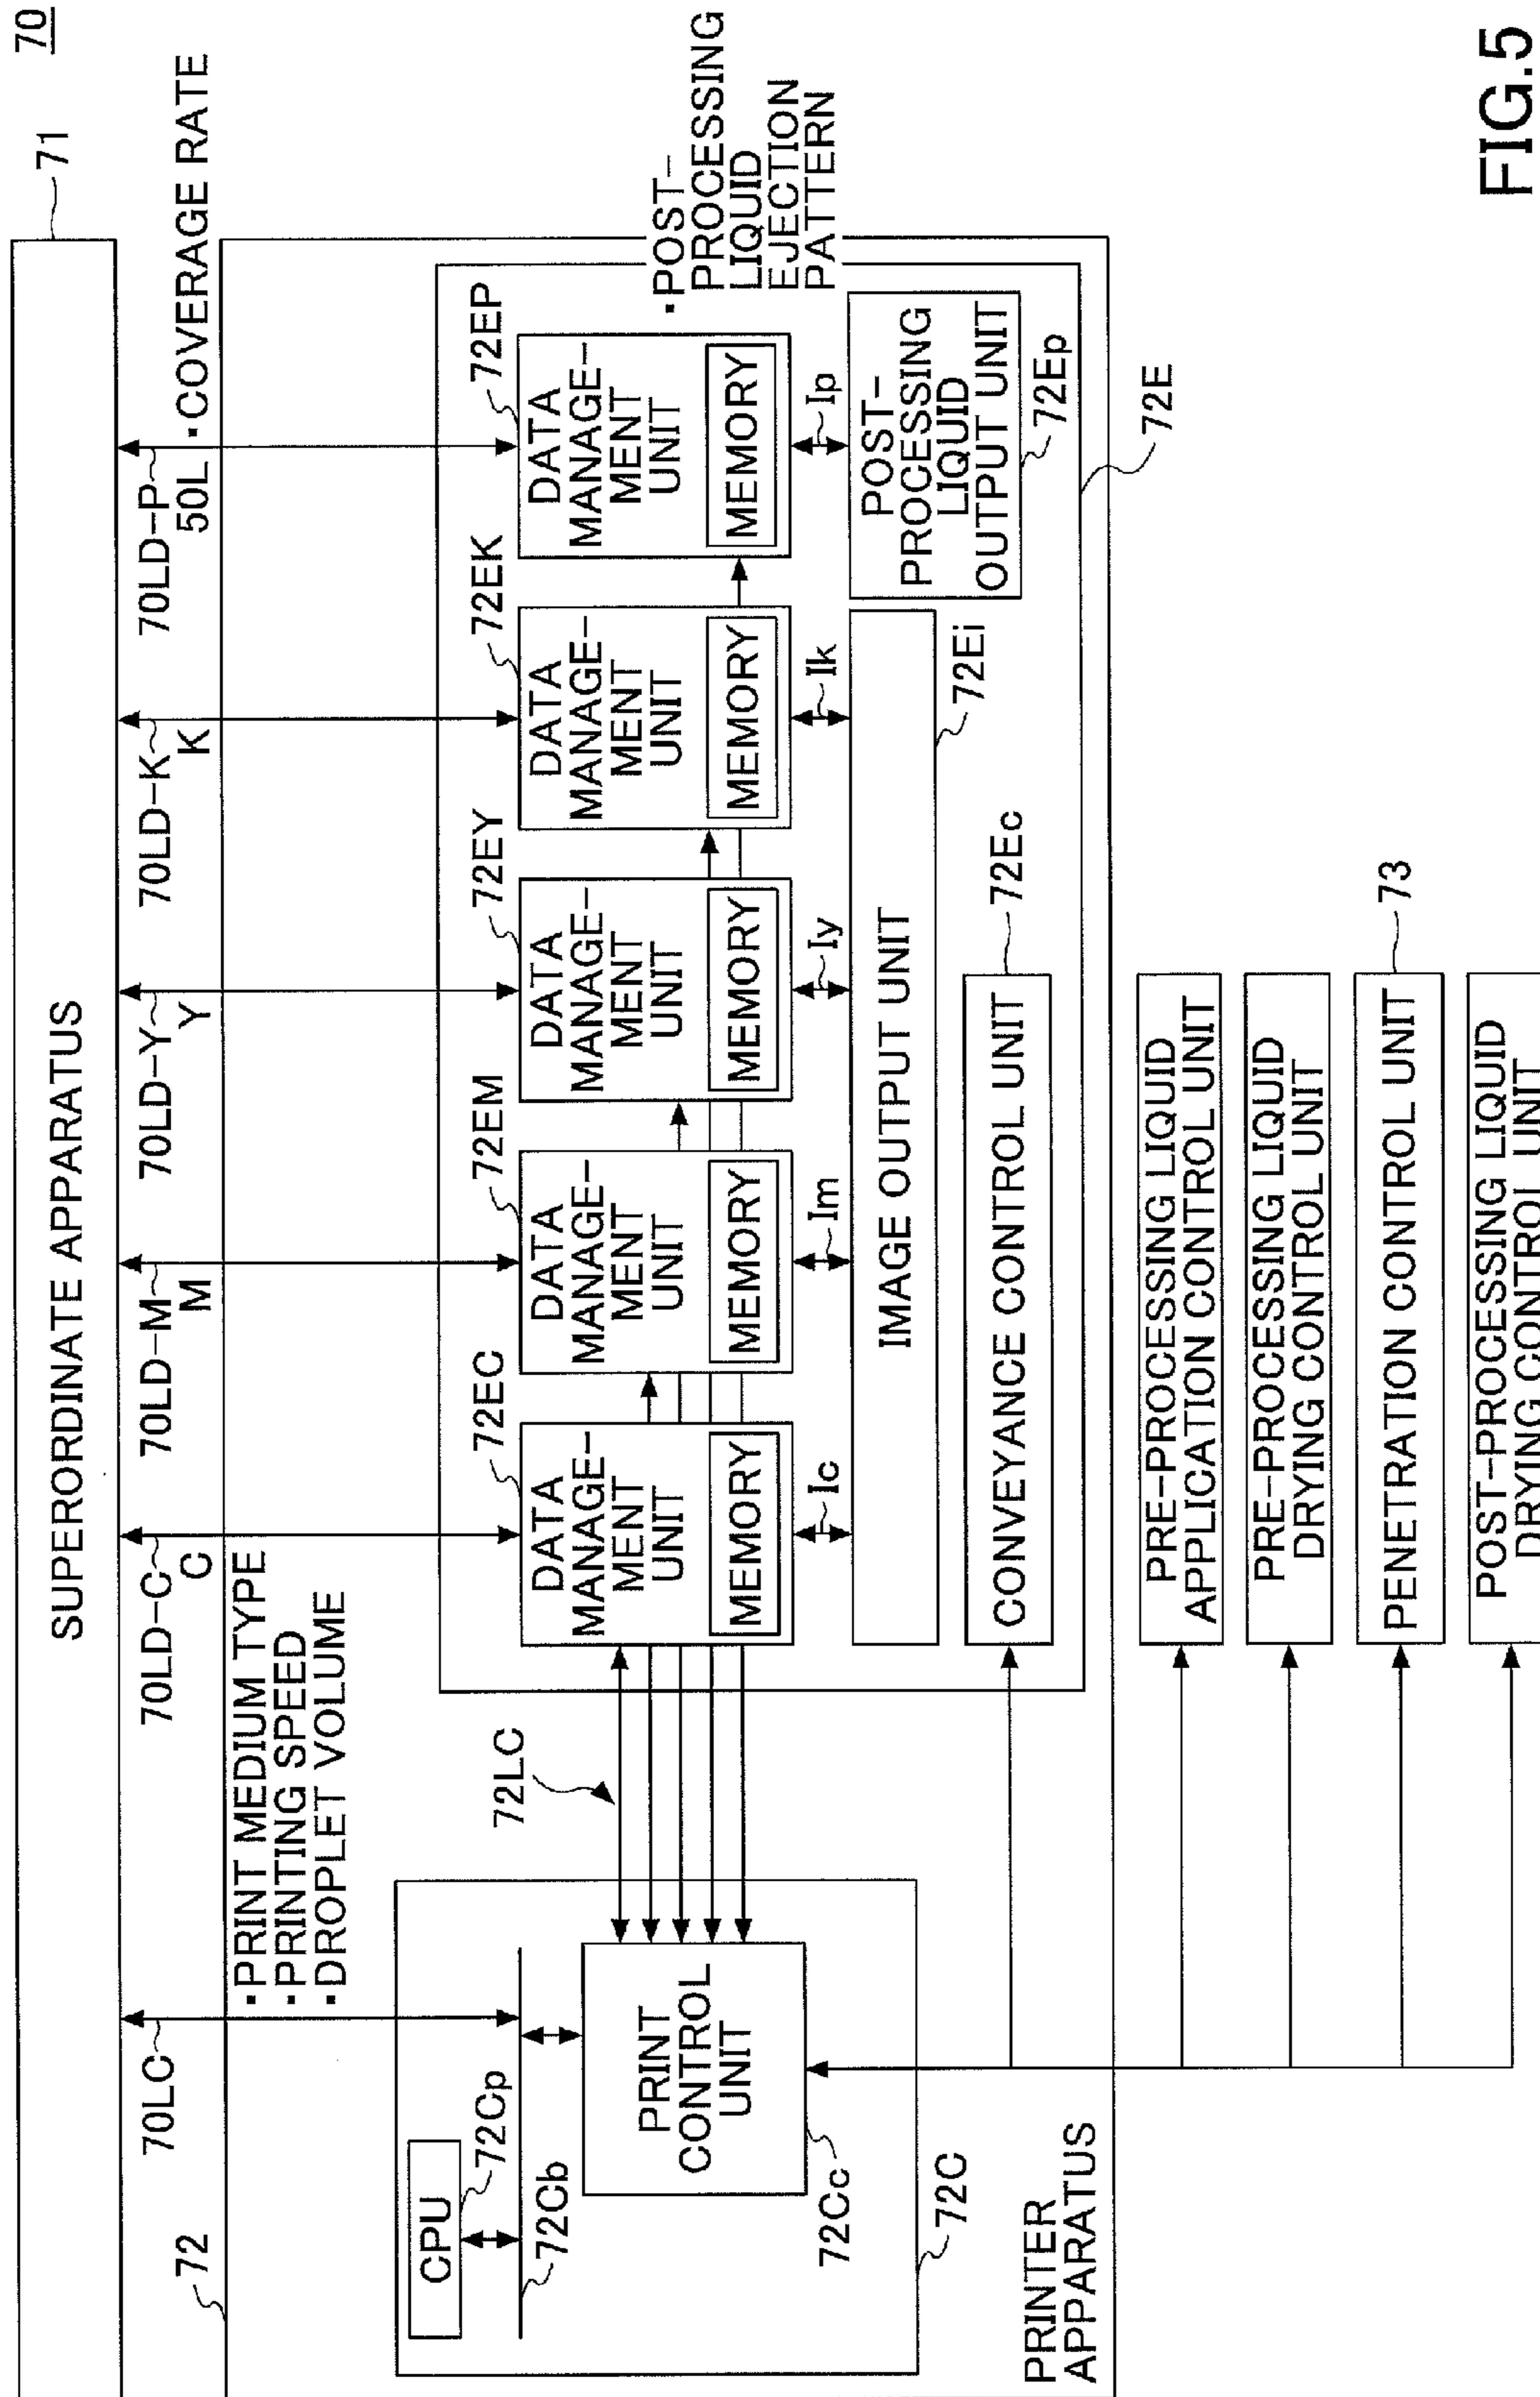 70
SUPERORDINATE APPARATUS
71
70LC
70LD-C
C
70LD-M
M
70LD-Y
Y
70LD-K
K
70LD-P
50L
·COVERAGE RATE
72
·PRINT MEDIUM TYPE
·PRINTING SPEED
·DROPLET VOLUME
CPU
72Cp
72Cb
PRINT
CONTROL
UNIT
72Cc
72C
72LC
72EC
DATA
MANAGE-
MENT
UNIT
MEMORY
72EM
DATA
MANAGE-
MENT
UNIT
MEMORY
72EY
DATA
MANAGE-
MENT
UNIT
MEMORY
72EK
DATA
MANAGE-
MENT
UNIT
MEMORY
72EP
DATA
MANAGE-
MENT
UNIT
MEMORY
·POST-
PROCESSING
LIQUID
EJECTION
PATTERN
Ic
Im
Iy
Ik
Ip
IMAGE OUTPUT UNIT
72Ei
POST-
PROCESSING
LIQUID
OUTPUT UNIT
72Ep
CONVEYANCE CONTROL UNIT
72Ec
72E
PRINTER
APPARATUS
PRE-PROCESSING LIQUID
APPLICATION CONTROL UNIT
PRE-PROCESSING LIQUID
DRYING CONTROL UNIT
PENETRATION CONTROL UNIT
73
POST-PROCESSING LIQUID
DRYING CONTROL UNIT
FIG.5